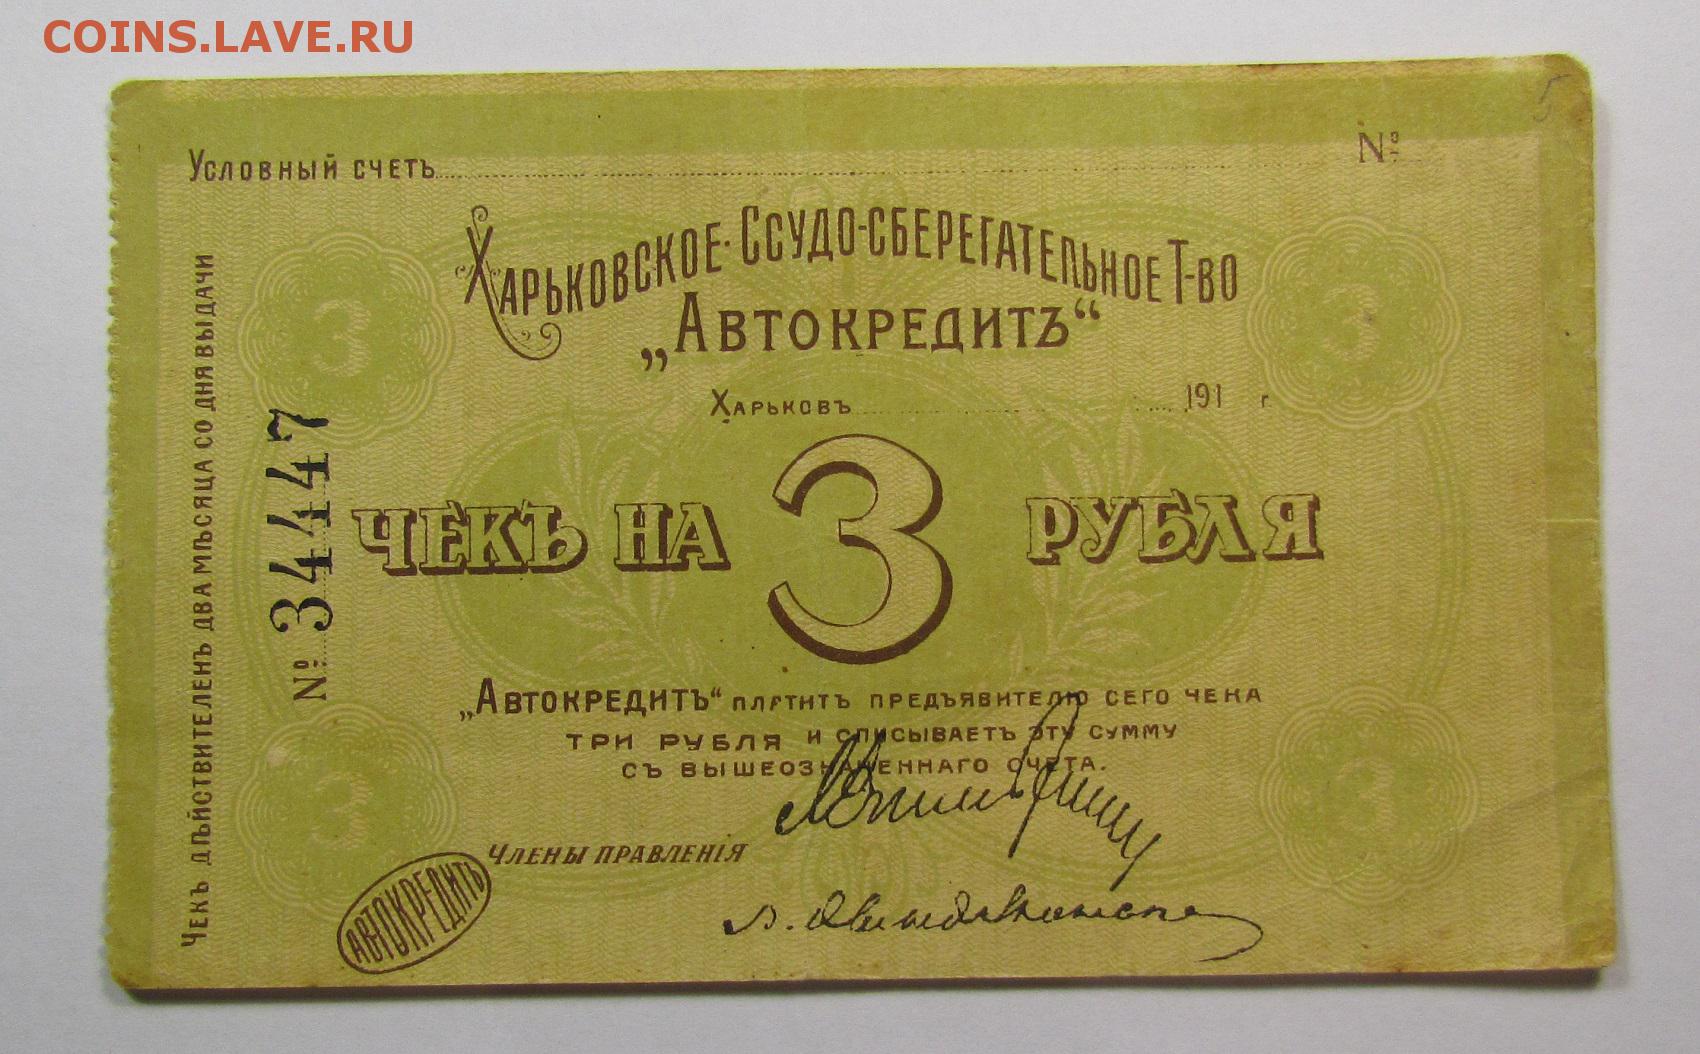 COINS.LAVE.RU
5
Условный счетъ
№
Харьковское Ссудо-сберегательное Т-во
„Автокредитъ“
Харьковъ 191 г
Чекъ на 3 рубля
„Автокредитъ“ платитъ предъявителю сего чека
три рубля и списываетъ эту сумму
съ вышеозначеннаго счета.
Члены правленія
АВТОКРЕДИТЪ
Чекъ дѣйствителенъ два мѣсяца со дня выдачи
№ 34447